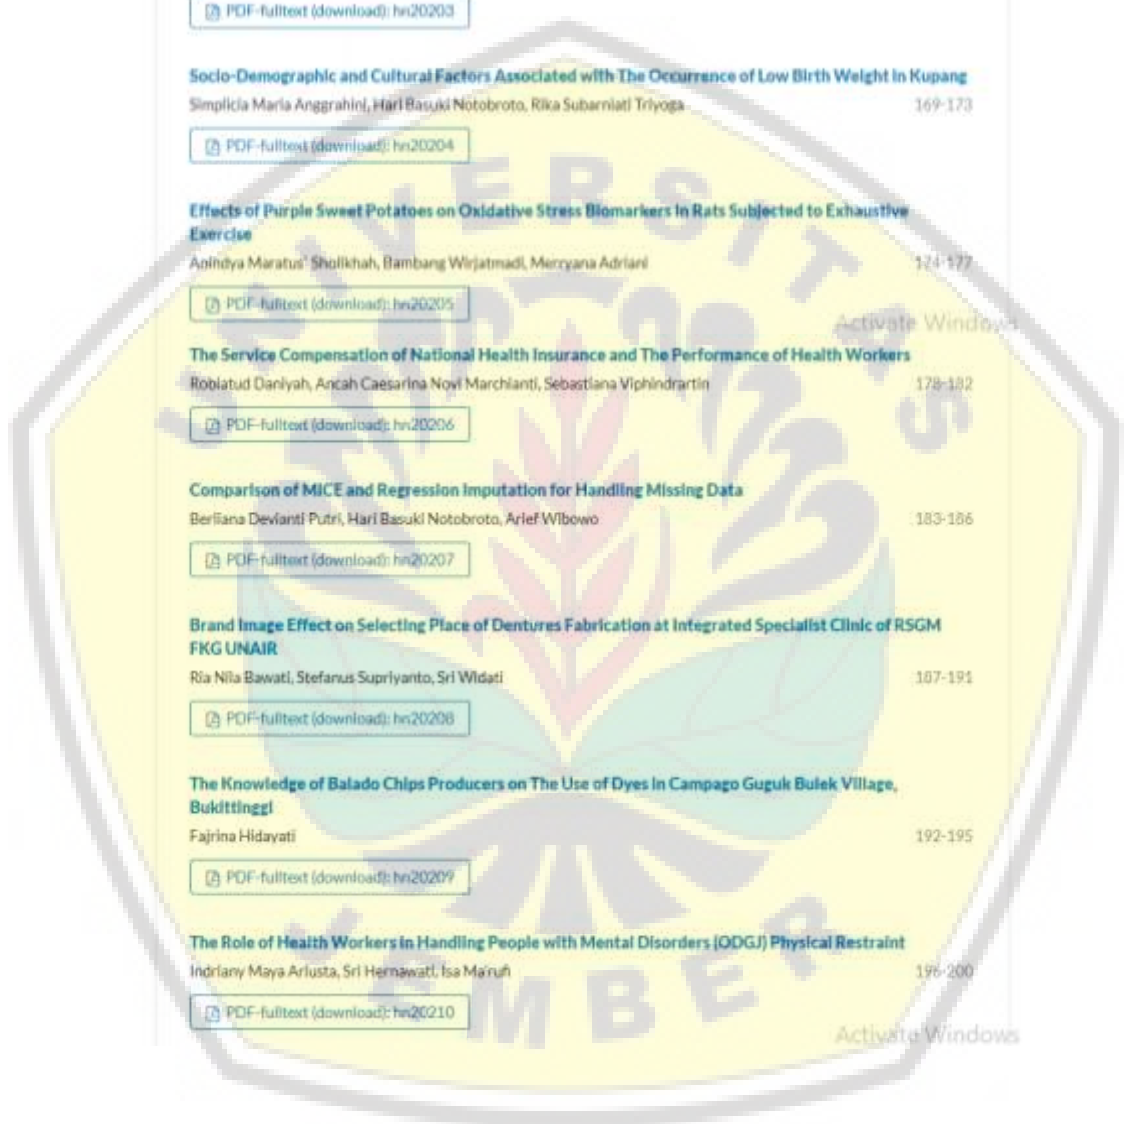 PDF-fulltext (download): hn20203
Socio-Demographic and Cultural Factors Associated with The Occurrence of Low Birth Weight in Kupang
Simplicia Maria Anggrahini, Hari Basuki Notobroto, Rika Subarniati Triyoga 169-173
PDF-fulltext (download): hn20204
Effects of Purple Sweet Potatoes on Oxidative Stress Biomarkers in Rats Subjected to Exhaustive
Exercise
Anindya Maratus' Sholikhah, Bambang Wirjatmadi, Merryana Adriani 174-177
PDF-fulltext (download): hn20205
Activate Windows
The Service Compensation of National Health Insurance and The Performance of Health Workers
Robiatud Daniyah, Ancah Caesarina Novi Marchianti, Sebastiana Viphindrartin 178-182
PDF-fulltext (download): hn20206
Comparison of MICE and Regression Imputation for Handling Missing Data
Berliana Devianti Putri, Hari Basuki Notobroto, Arief Wibowo 183-186
PDF-fulltext (download): hn20207
Brand Image Effect on Selecting Place of Dentures Fabrication at Integrated Specialist Clinic of RSGM
FKG UNAIR
Ria Nila Bawati, Stefanus Supriyanto, Sri Widati 187-191
PDF-fulltext (download): hn20208
The Knowledge of Balado Chips Producers on The Use of Dyes in Campago Guguk Bulek Village,
Bukittinggi
Fajrina Hidayati 192-195
PDF-fulltext (download): hn20209
The Role of Health Workers in Handling People with Mental Disorders (ODGJ) Physical Restraint
Indriany Maya Ariusta, Sri Hernawati, Isa Ma'rufi 196-200
PDF-fulltext (download): hn20210
Activate Windows
UNIVERSITAS
JEMBER